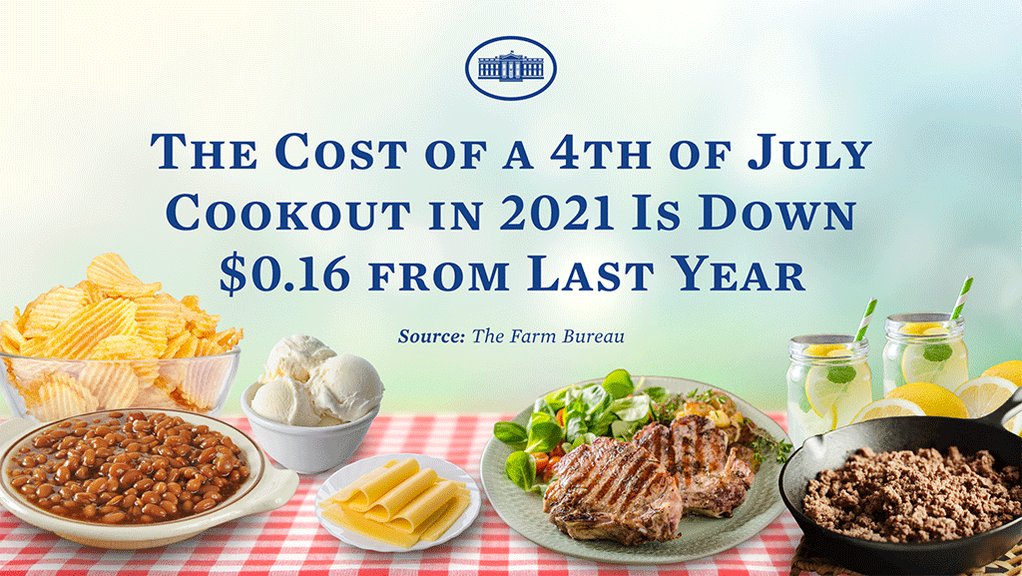 The Cost of a 4th of July
Cookout in 2021 Is Down
$0.16 from Last Year
Source: The Farm Bureau